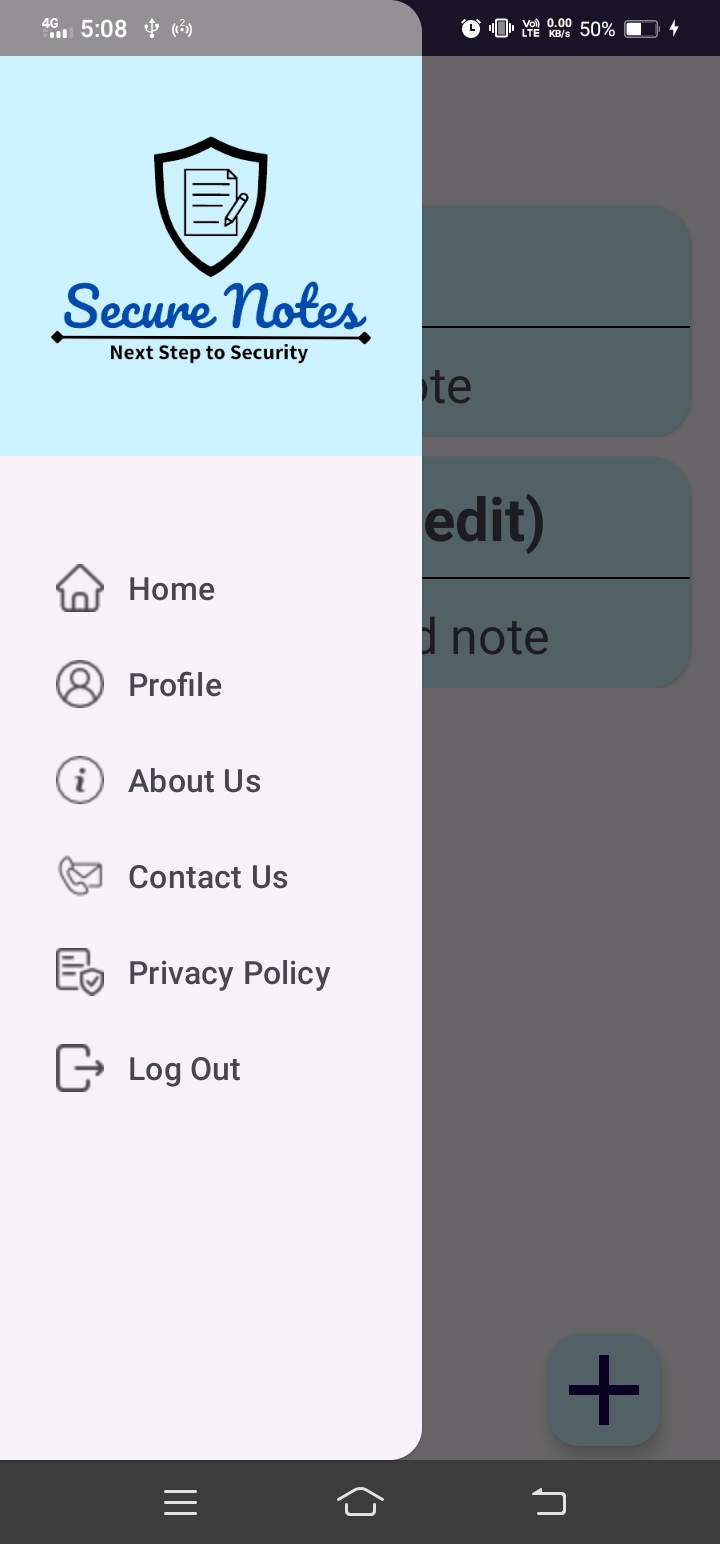 4G 5:08 2 Vo) LTE 0.00 KB/s 50%
Secure Notes
Next Step to Security
ote
edit)
d note
Home
Profile
About Us
Contact Us
Privacy Policy
Log Out